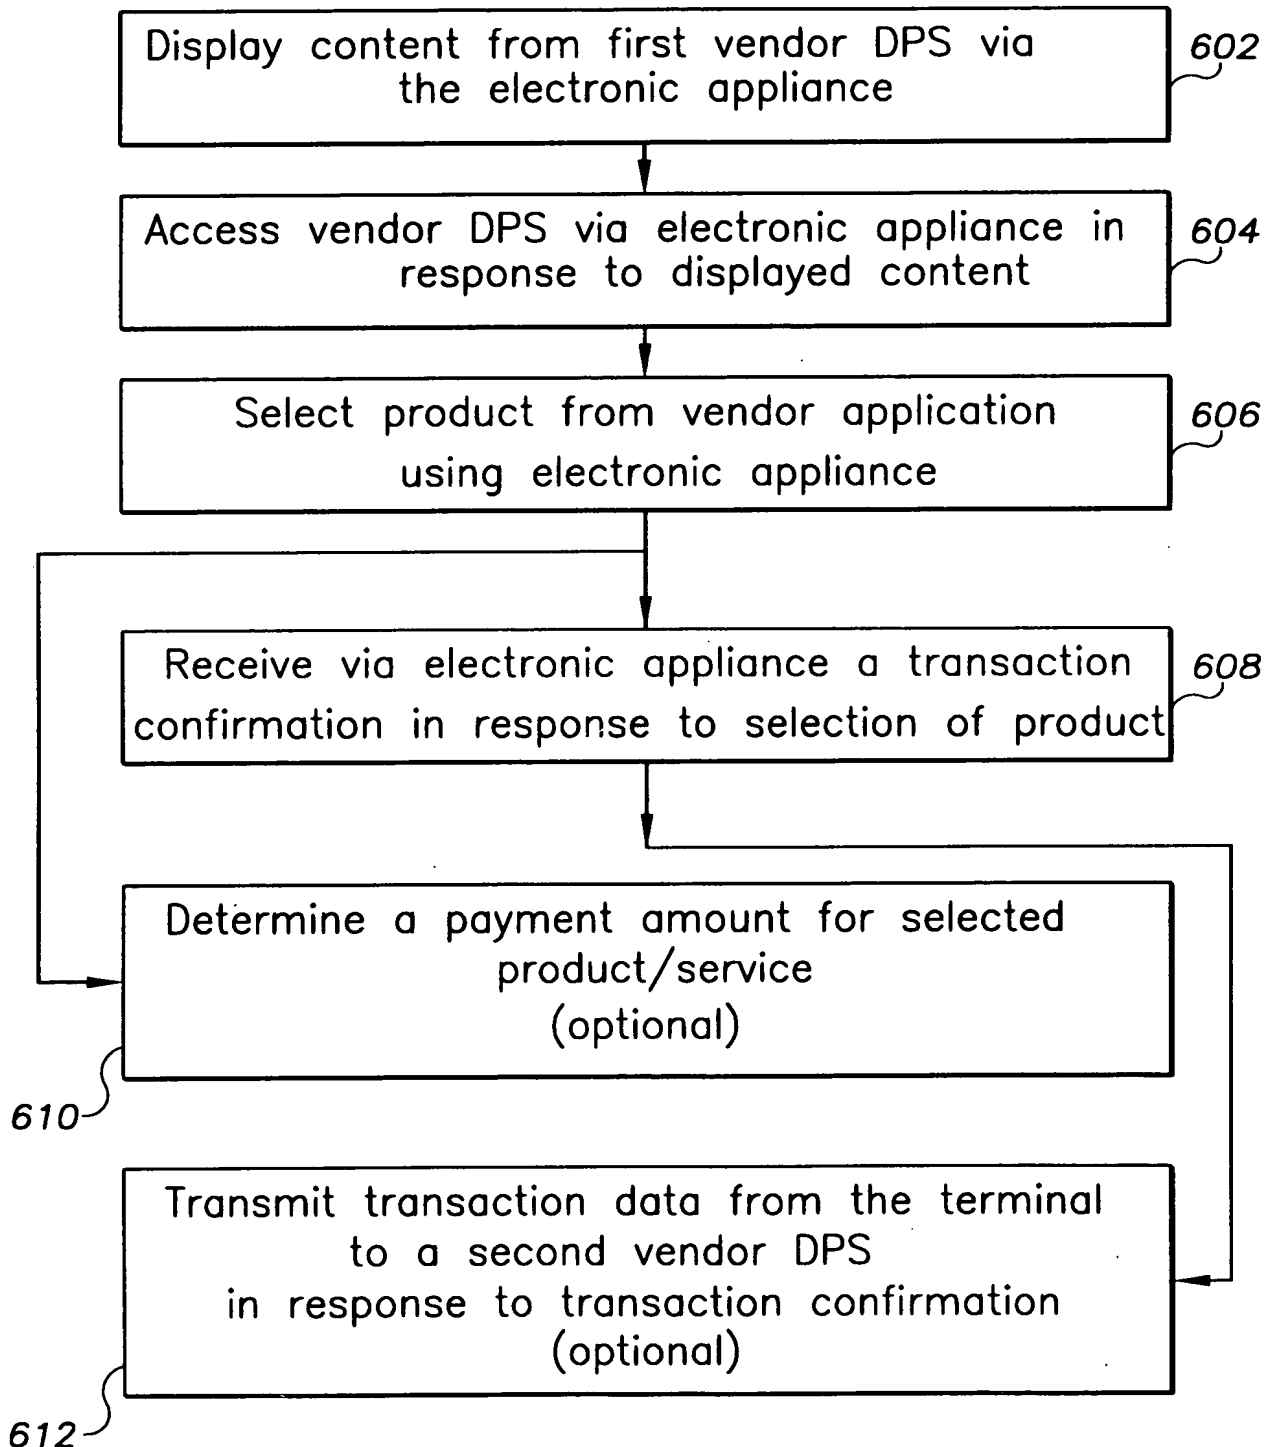 Display content from first vendor DPS via
the electronic appliance
602
Access vendor DPS via electronic appliance in
response to displayed content
604
Select product from vendor application
using electronic appliance
606
Receive via electronic appliance a transaction
confirmation in response to selection of product
608
Determine a payment amount for selected
product/service
(optional)
610
Transmit transaction data from the terminal
to a second vendor DPS
in response to transaction confirmation
(optional)
612